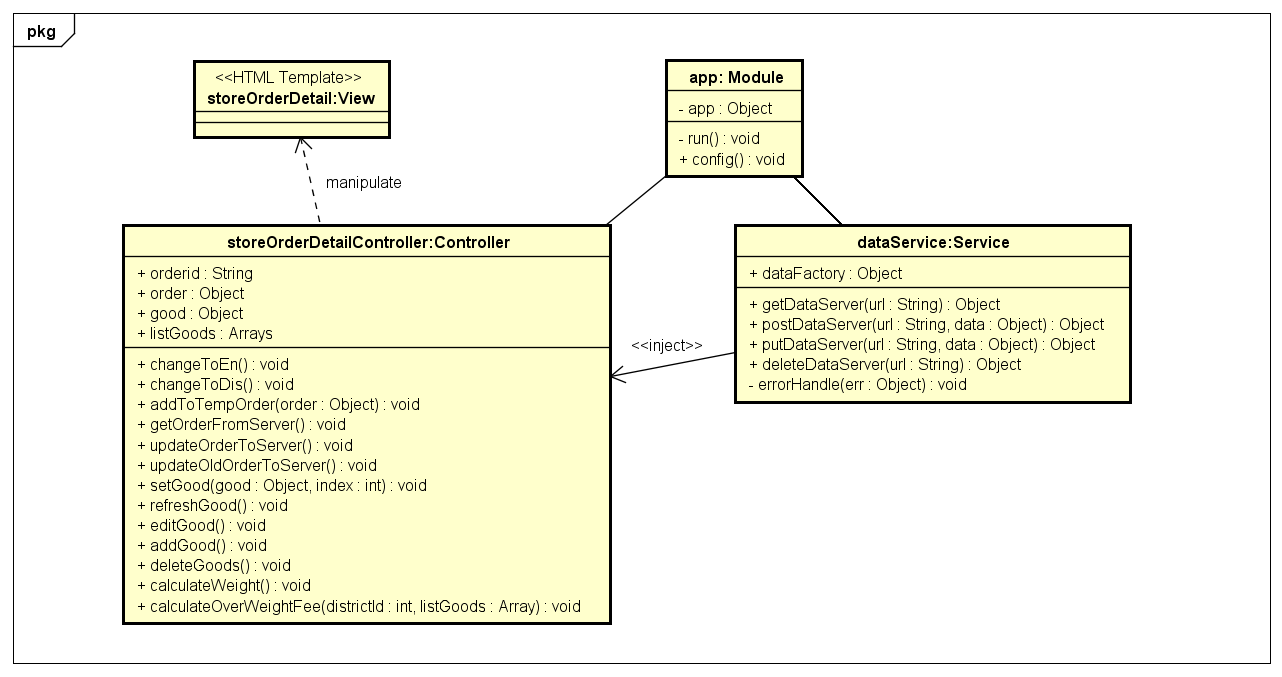 pkg
<<HTML Template>>
storeOrderDetail:View
app: Module
- app : Object
- run() : void
+ config() : void
manipulate
storeOrderDetailController:Controller
+ orderid : String
+ order : Object
+ good : Object
+ listGoods : Arrays
+ changeToEn() : void
+ changeToDis() : void
+ addToTempOrder(order : Object) : void
+ getOrderFromServer() : void
+ updateOrderToServer() : void
+ updateOldOrderToServer() : void
+ setGood(good : Object, index : int) : void
+ refreshGood() : void
+ editGood() : void
+ addGood() : void
+ deleteGoods() : void
+ calculateWeight() : void
+ calculateOverWeightFee(districtId : int, listGoods : Array) : void
<<inject>>
dataService:Service
+ dataFactory : Object
+ getDataServer(url : String) : Object
+ postDataServer(url : String, data : Object) : Object
+ putDataServer(url : String, data : Object) : Object
+ deleteDataServer(url : String) : Object
- errorHandle(err : Object) : void